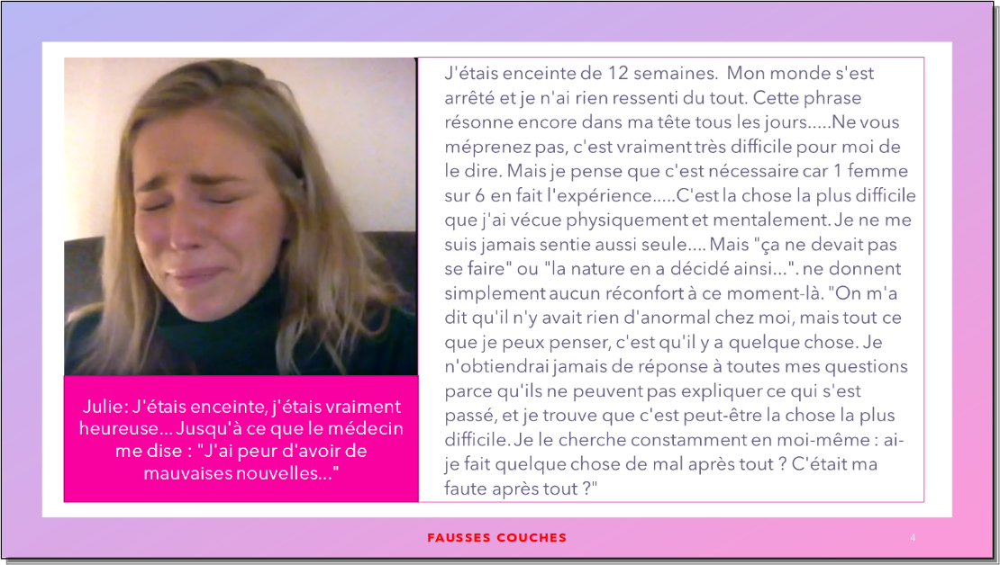 Julie: J'étais enceinte, j'étais vraiment
heureuse... Jusqu'à ce que le médecin
me dise : "J'ai peur d'avoir de
mauvaises nouvelles..."
J'étais enceinte de 12 semaines.  Mon monde s'est
arrêté et je n'ai rien ressenti du tout. Cette phrase
résonne encore dans ma tête tous les jours.....Ne vous
méprenez pas, c'est vraiment très difficile pour moi de
le dire. Mais je pense que c'est nécessaire car 1 femme
sur 6 en fait l'expérience.....C'est la chose la plus difficile
que j'ai vécue physiquement et mentalement. Je ne me
suis jamais sentie aussi seule.... Mais "ça ne devait pas
se faire" ou "la nature en a décidé ainsi...". ne donnent
simplement aucun réconfort à ce moment-là. "On m'a
dit qu'il n'y avait rien d'anormal chez moi, mais tout ce
que je peux penser, c'est qu'il y a quelque chose. Je
n'obtiendrai jamais de réponse à toutes mes questions
parce qu'ils ne peuvent pas expliquer ce qui s'est
passé, et je trouve que c'est peut-être la chose la plus
difficile. Je le cherche constamment en moi-même : ai-
je fait quelque chose de mal après tout ? C'était ma
faute après tout ?"
FAUSSES COUCHES
4